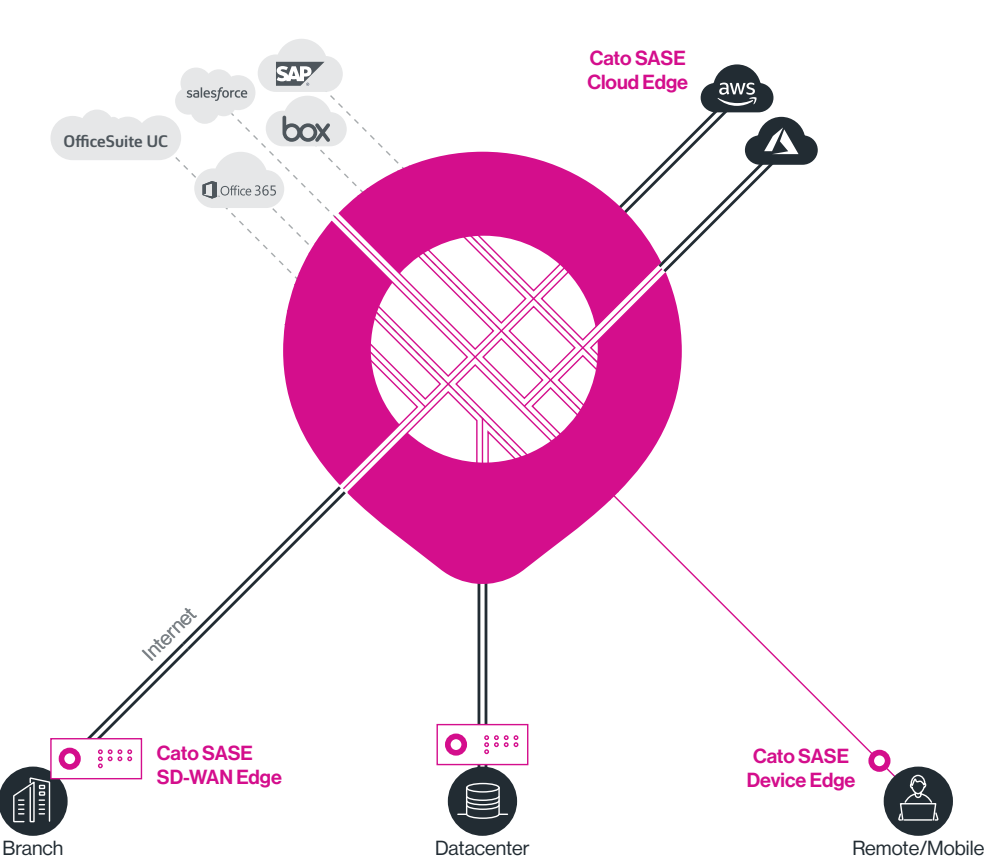 Cato SASE
Cloud Edge
SAP
salesforce
aws
box
OfficeSuite UC
Office 365
Internet
Cato SASE
SD-WAN Edge
Cato SASE
Device Edge
Branch
Datacenter
Remote/Mobile